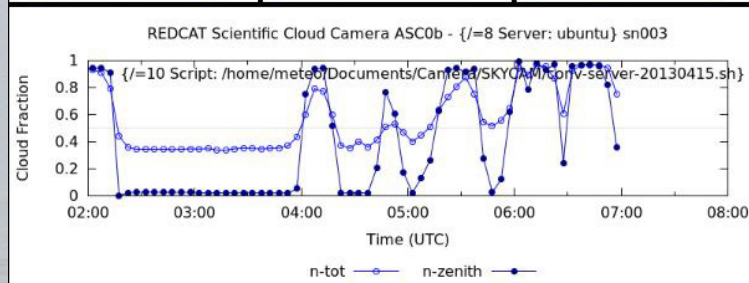 REDCAT Scientific Cloud Camera ASC0b - {/=8 Server: ubuntu} sn003
{/=10 Script: /home/meteo/Documents/Camera/SKYCAM/conv-server-20130415.sh}
Cloud Fraction
1
0.8
0.6
0.4
0.2
0
02:00 03:00 04:00 05:00 06:00 07:00 08:00
Time (UTC)
n-tot n-zenith